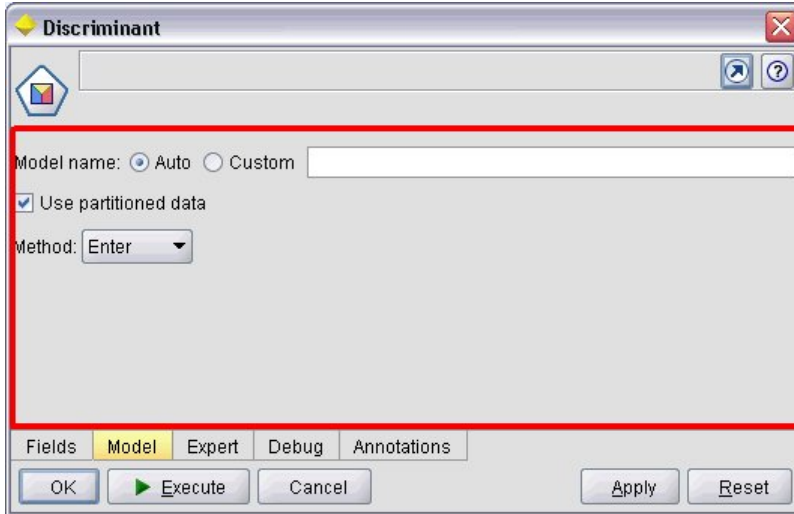 Discriminant
Model name: Auto Custom
Use partitioned data
Method: Enter
Fields Model Expert Debug Annotations
OK Execute Cancel Apply Reset